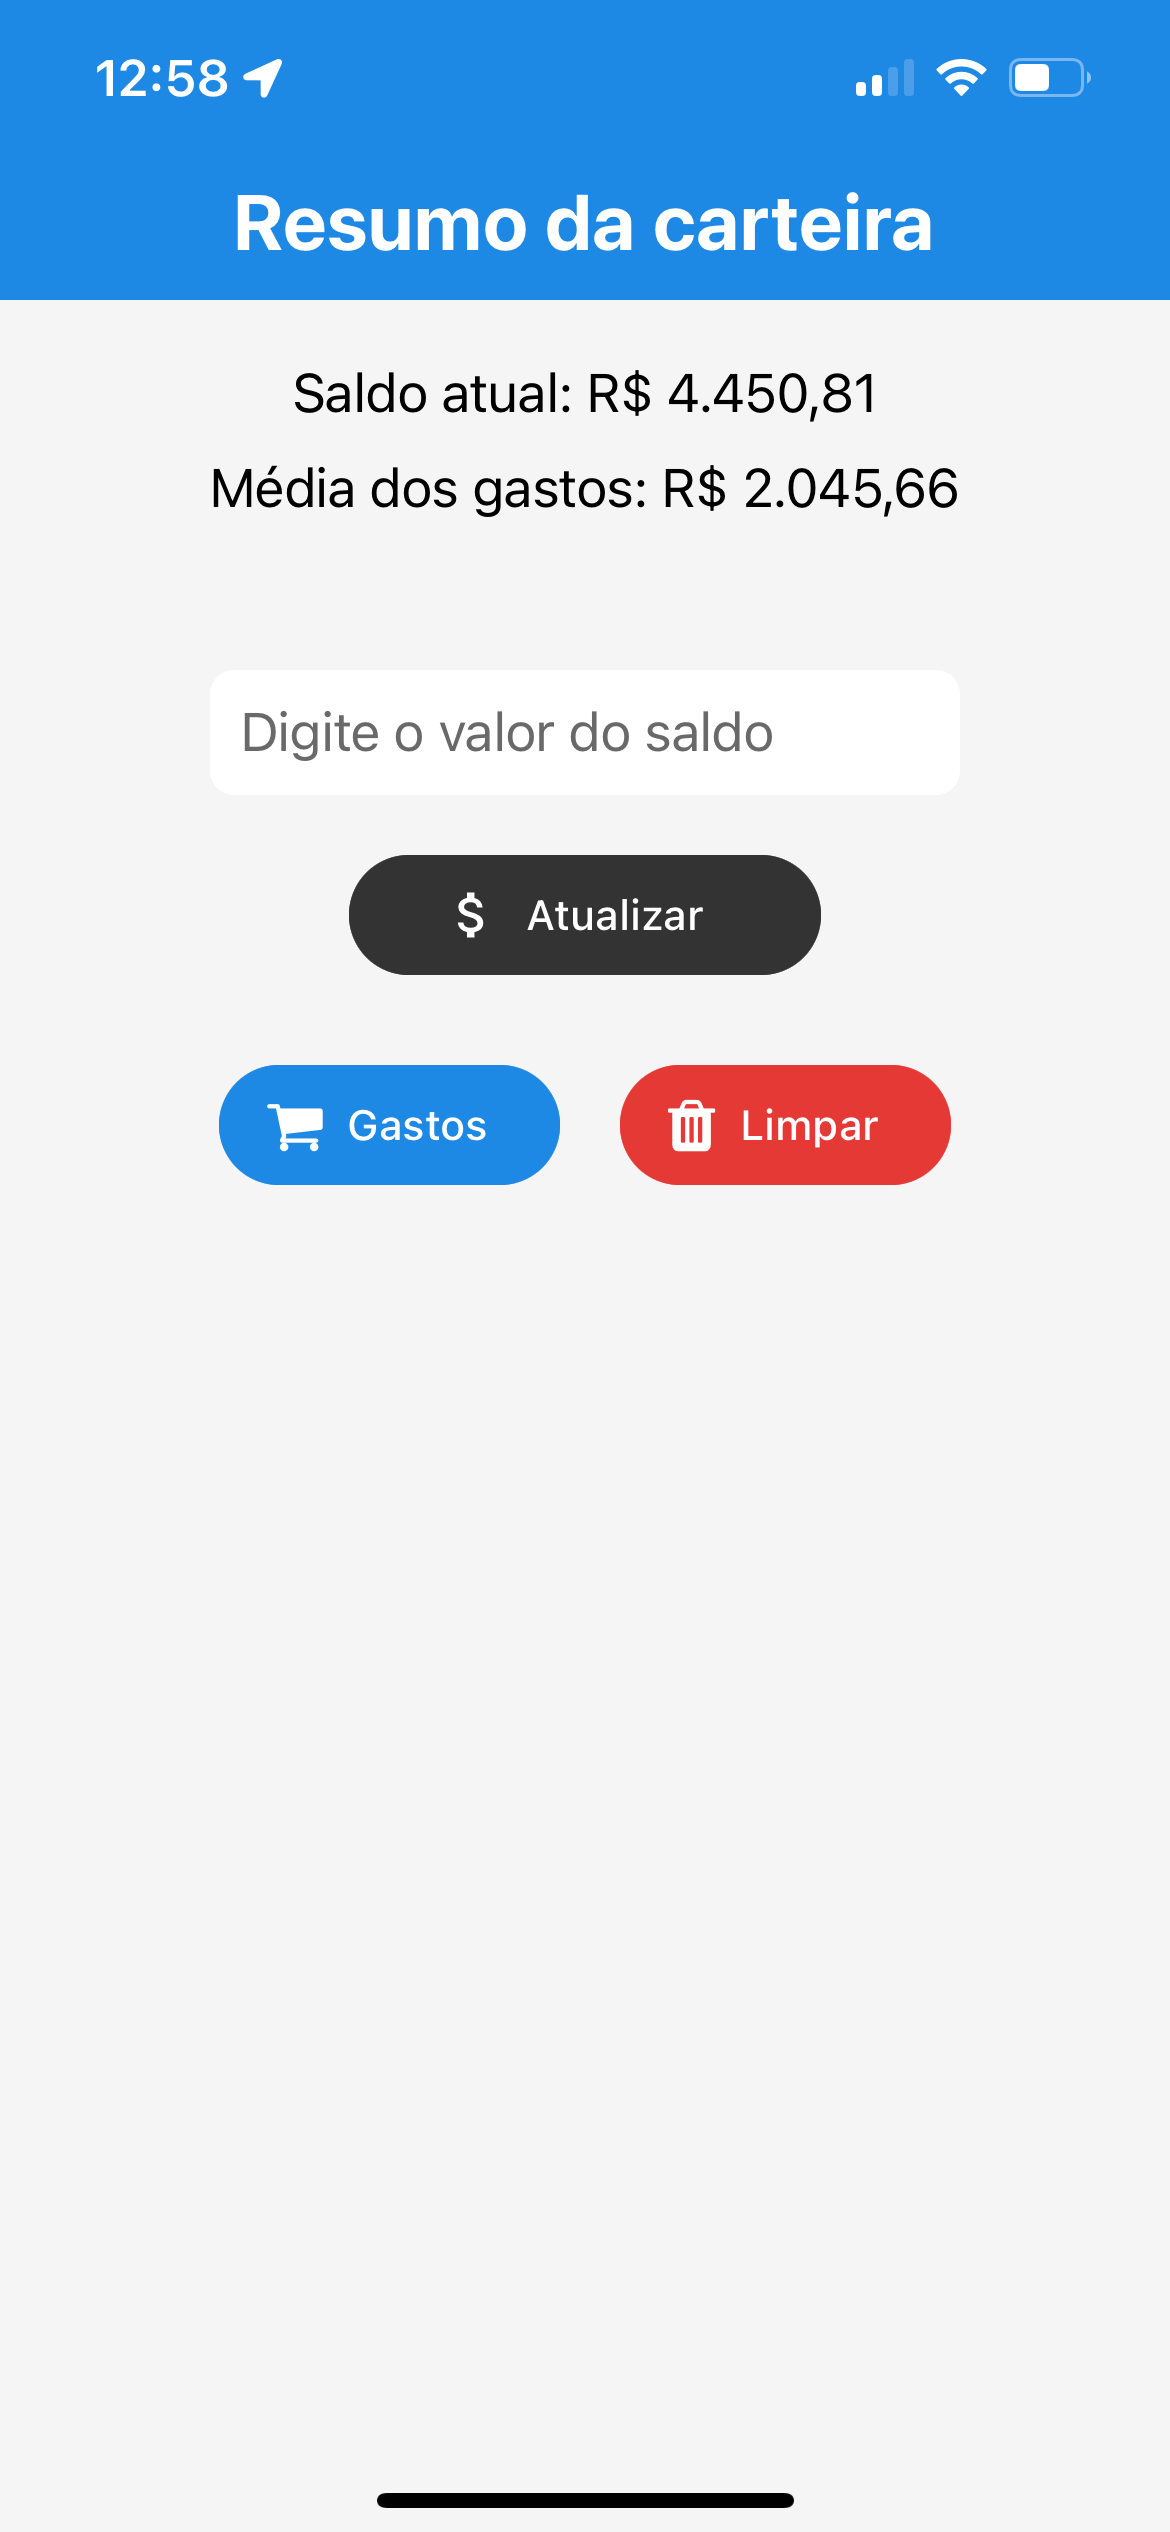 12:58
Resumo da carteira
Saldo atual: R$ 4.450,81
Média dos gastos: R$ 2.045,66
Digite o valor do saldo
$ Atualizar
Gastos
Limpar